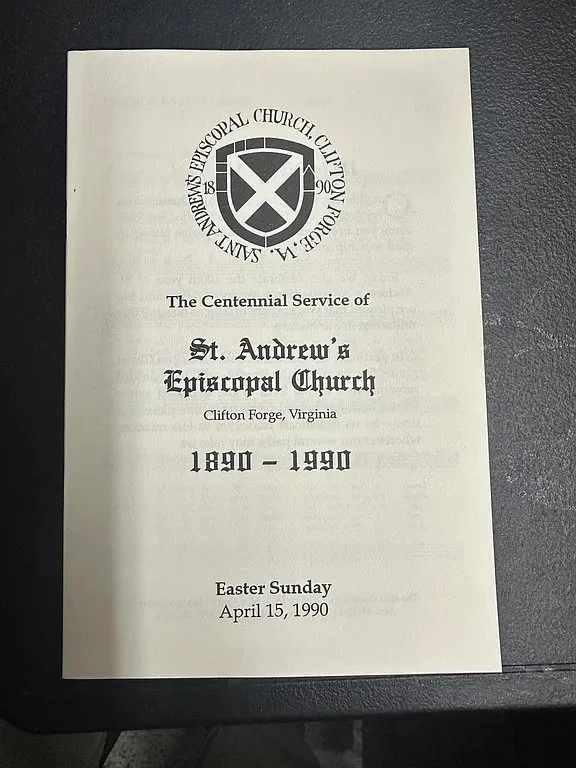 SAINT ANDREW'S EPISCOPAL CHURCH, CLIFTON FORGE, VA.
18 90
The Centennial Service of
St. Andrew's
Episcopal Church
Clifton Forge, Virginia
1890 – 1990
Easter Sunday
April 15, 1990